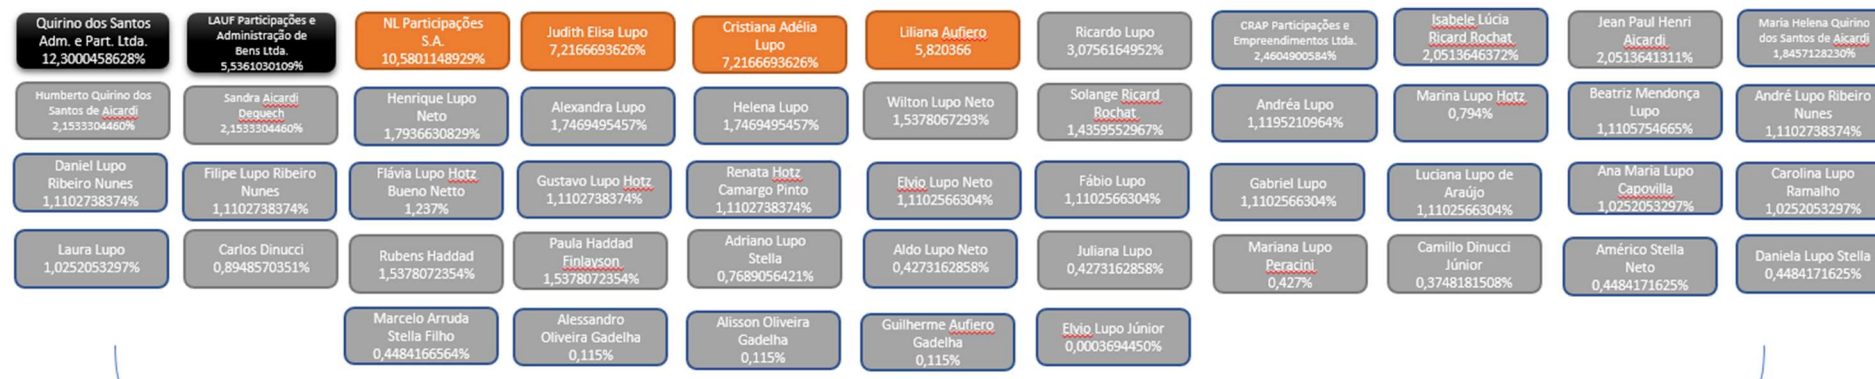 Quirino dos Santos
Adm. e Part. Ltda.
12,3000458628%
LAUF Participações e
Administração de
Bens Ltda.
5,5361030109%
NL Participações
S.A.
10,5801148929%
Judith Elisa Lupo
7,2166693626%
Cristiana Adélia
Lupo
7,2166693626%
Liliana Aufiero
5,820366
Ricardo Lupo
3,0756164952%
CRAP Participações e
Empreendimentos Ltda.
2,4604900584%
Isabele Lúcia
Ricard Rochat
2,0513646372%
Jean Paul Henri
Aicardi
2,0513641311%
Maria Helena Quirino
dos Santos de Aicardi
1,8457128230%
Humberto Quirino dos
Santos de Aicardi
2,1533304460%
Sandra Aicardi
Dequech
2,1533304460%
Henrique Lupo
Neto
1,7936630829%
Alexandra Lupo
1,7469495457%
Helena Lupo
1,7469495457%
Wilton Lupo Neto
1,5378067293%
Solange Ricard
Rochat
1,4359552967%
Andréa Lupo
1,1195210964%
Marina Lupo Hotz
0,794%
Beatriz Mendonça
Lupo
1,1105754665%
André Lupo Ribeiro
Nunes
1,1102738374%
Daniel Lupo
Ribeiro Nunes
1,1102738374%
Filipe Lupo Ribeiro
Nunes
1,1102738374%
Flávia Lupo Hotz
Bueno Netto
1,237%
Gustavo Lupo Hotz
1,1102738374%
Renata Hotz
Camargo Pinto
1,1102738374%
Elvio Lupo Neto
1,1102566304%
Fábio Lupo
1,1102566304%
Gabriel Lupo
1,1102566304%
Luciana Lupo de
Araújo
1,1102566304%
Ana Maria Lupo
Capovilla
1,0252053297%
Carolina Lupo
Ramalho
1,0252053297%
Laura Lupo
1,0252053297%
Carlos Dinucci
0,8948570351%
Rubens Haddad
1,5378072354%
Paula Haddad
Finlayson
1,5378072354%
Adriano Lupo
Stella
0,7689056421%
Aldo Lupo Neto
0,4273162858%
Juliana Lupo
0,4273162858%
Mariana Lupo
Peracini
0,427%
Camillo Dinucci
Júnior
0,3748181508%
Américo Stella
Neto
0,4484171625%
Daniela Lupo Stella
0,4484171625%
Marcelo Arruda
Stella Filho
0,4484166564%
Alessandro
Oliveira Gadelha
0,115%
Alisson Oliveira
Gadelha
0,115%
Guilherme Aufiero
Gadelha
0,115%
Elvio Lupo Júnior
0,0003694450%